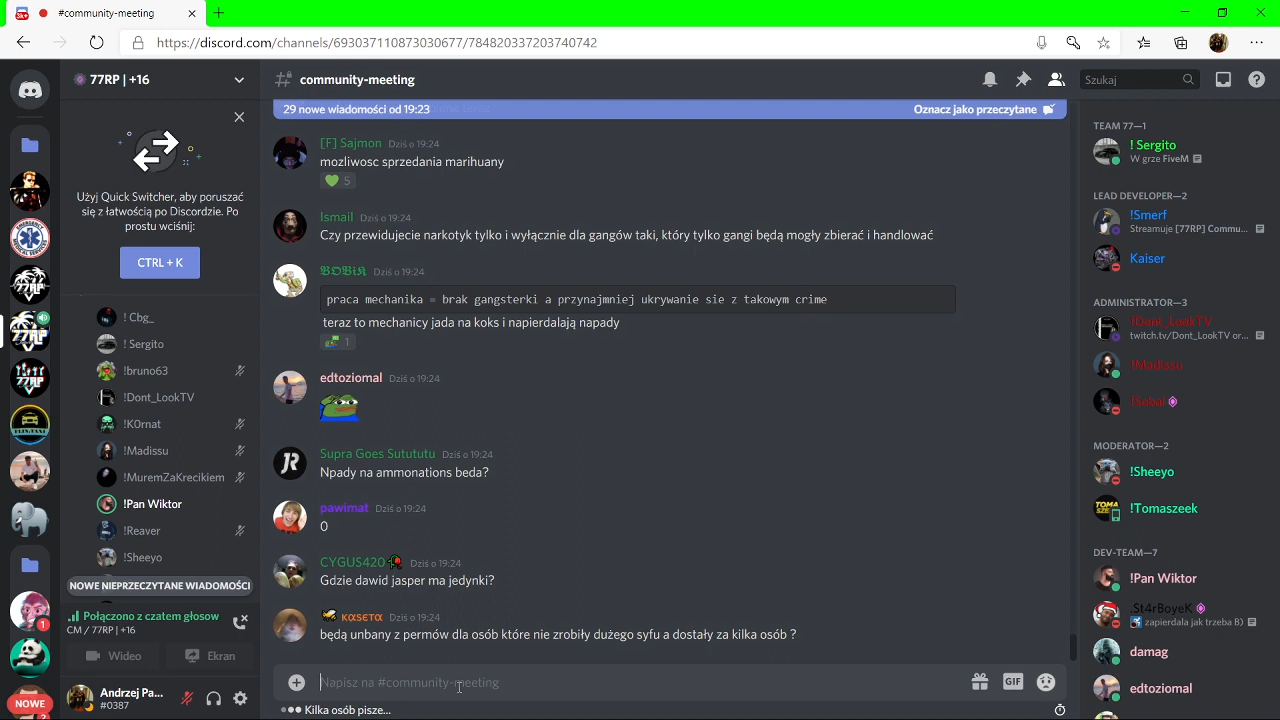 3k+
#community-meeting
https://discord.com/channels/693037110873030677/784820337203740742
77RP | +16
community-meeting
Szukaj
29 nowe wiadomości od 19:23
Oznacz jako przeczytane
Użyj Quick Switcher, aby poruszać
się z łatwością po Discordzie. Po
prostu wciśnij:
CTRL + K
! Cbg_
! Sergito
!bruno63
!Dont_LookTV
!K0rnat
!Madissu
!MuremZaKrecikiem
!Pan Wiktor
!Reaver
!Sheeyo
NOWE NIEPRZECZYTANE WIADOMOŚCI
Połączono z czatem głosow
CM / 77RP | +16
Wideo
Ekran
Andrzej Pa...
#0387
NOWE
1
[F] Sajmon Dziś o 19:24
mozliwosc sprzedania marihuany
5
Ismail Dziś o 19:24
Czy przewidujecie narkotyk tylko i wyłącznie dla gangów taki, który tylko gangi będą mogły zbierać i handlować
𝕭𝕺𝕭𝖎𝕶 Dziś o 19:24
praca mechanika = brak gangsterki a przynajmniej ukrywanie sie z takowym crime
teraz to mechanicy jada na koks i napierdalają napady
1
edtoziomal Dziś o 19:24
Supra Goes Sutututu Dziś o 19:24
Npady na ammonations beda?
pawimat Dziś o 19:24
0
CYGUS420 Dziś o 19:24
Gdzie dawid jasper ma jedynki?
кαѕєтα Dziś o 19:24
będą unbany z permów dla osób które nie zrobiły dużego syfu a dostały za kilka osób ?
Napisz na #community-meeting
GIF
Kilka osób pisze...
TEAM 77—1
! Sergito
W grze FiveM
LEAD DEVELOPER—2
!Smerf
Streamuje [77RP] Commu...
Kaiser
ADMINISTRATOR—3
!Dont_LookTV
twitch.tv/Dont_LookTV or...
!Madissu
!Sobal
MODERATOR—2
!Sheeyo
!Tomaszeek
DEV-TEAM—7
!Pan Wiktor
.St4rBoyeK
zapierdala jak trzeba B)
damag
edtoziomal